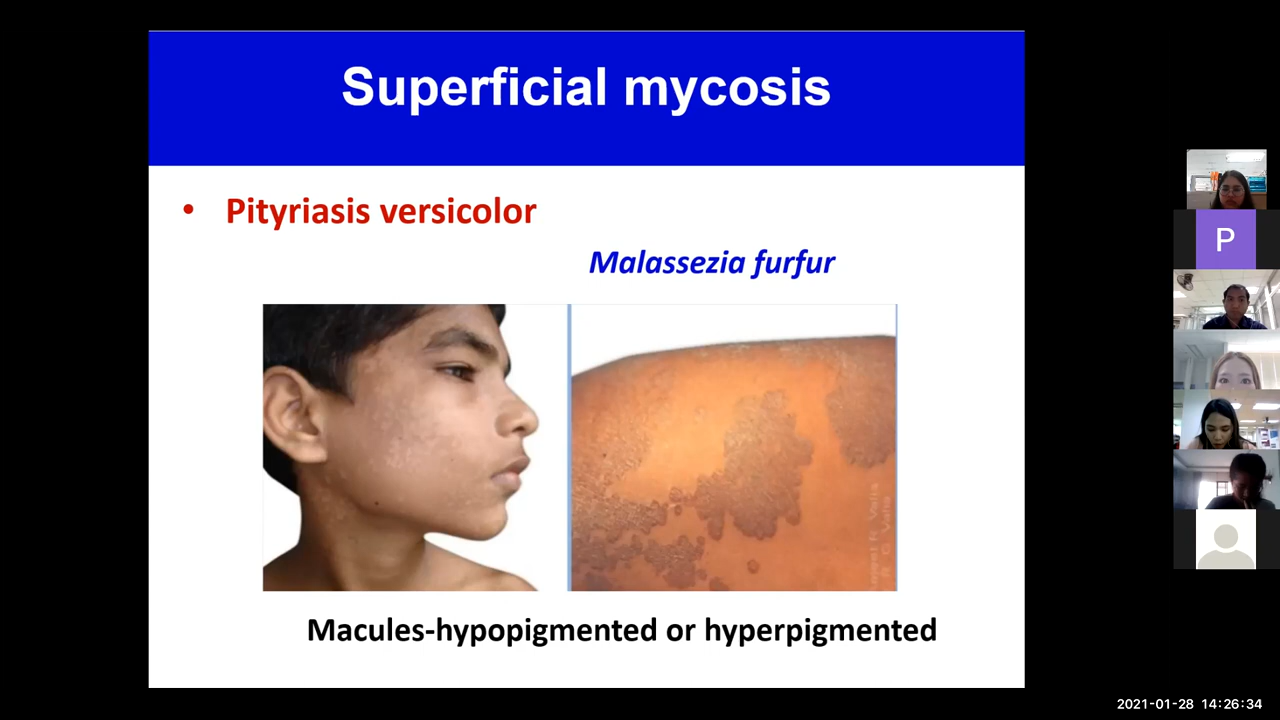 Superficial mycosis
• Pityriasis versicolor
Malassezia furfur
Macules-hypopigmented or hyperpigmented
P
2021-01-28 14:26:34